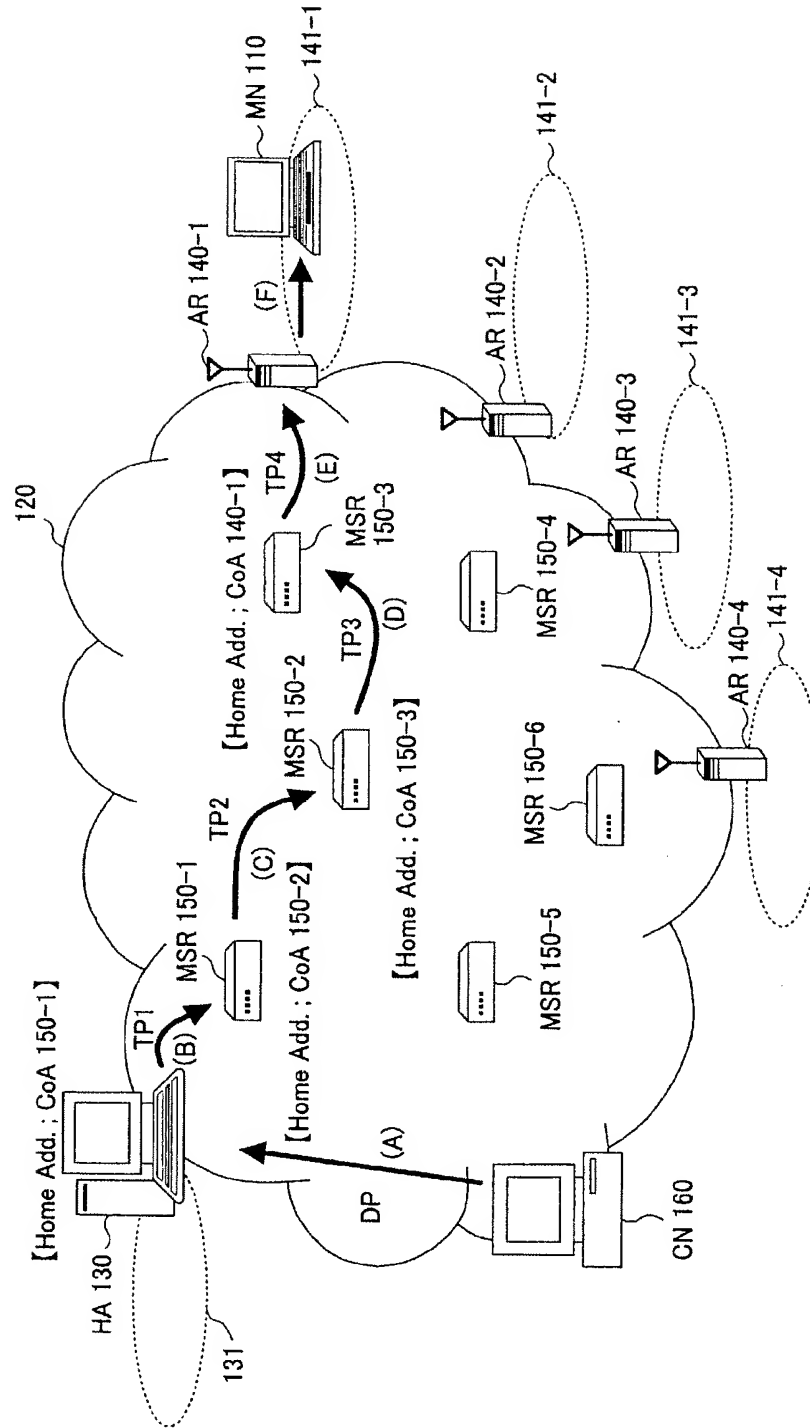 120
【Home Add. ; CoA 150-1】
HA 130
131
TP1
(B)
MSR 150-1
【Home Add. ; CoA 150-2】
TP2
(C)
MSR 150-2
【Home Add. ; CoA 150-3】
TP3
(D)
【Home Add. ; CoA 140-1】
MSR
150-3
TP4
(E)
AR 140-1
(F)
MN 110
141-1
DP
(A)
CN 160
MSR 150-5
MSR 150-6
MSR 150-4
AR 140-2
141-2
AR 140-3
141-3
AR 140-4
141-4